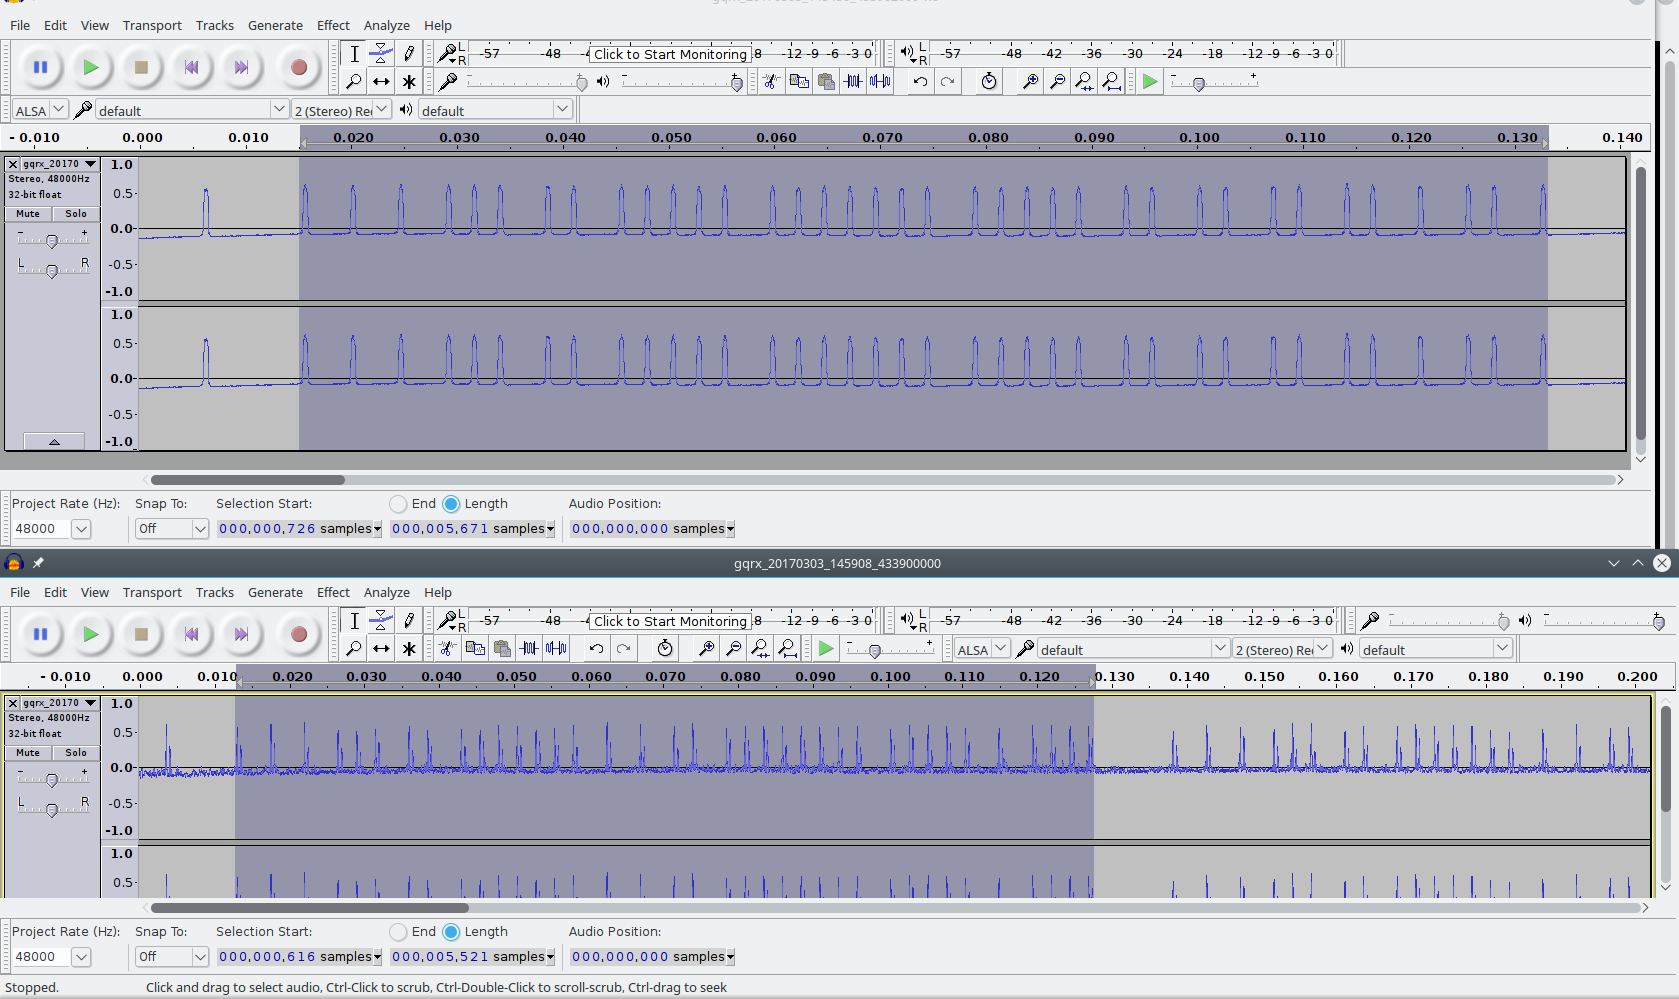 File Edit View Transport Tracks Generate Effect Analyze Help
L R -57 -48 -4 Click to Start Monitoring 8 -12 -9 -6 -3 0 L R -57 -48 -42 -36 -30 -24 -18 -12 -9 -6 -3 0
- + - +
- +
ALSA default 2 (Stereo) Re default
- 0.010 0.000 0.010 0.020 0.030 0.040 0.050 0.060 0.070 0.080 0.090 0.100 0.110 0.120 0.130 0.140
X gqrx_20170
Stereo, 48000Hz
32-bit float
Mute Solo
- +
L R
1.0
0.5-
0.0-
-0.5-
-1.0
1.0
0.5-
0.0-
-0.5-
-1.0
Project Rate (Hz): Snap To: Selection Start: End Length Audio Position:
48000 Off 000,000,726 samples 000,005,671 samples 000,000,000 samples
gqrx_20170303_145908_433900000
File Edit View Transport Tracks Generate Effect Analyze Help
L R -57 -48 -4 Click to Start Monitoring 8 -12 -9 -6 -3 0 L R -57 -48 -42 -36 -30 -24 -18 -12 -9 -6 -3 0 - + - +
- + ALSA default 2 (Stereo) Re default
- 0.010 0.000 0.010 0.020 0.030 0.040 0.050 0.060 0.070 0.080 0.090 0.100 0.110 0.120 0.130 0.140 0.150 0.160 0.170 0.180 0.190 0.200
X gqrx_20170
Stereo, 48000Hz
32-bit float
Mute Solo
- +
L R
1.0
0.5-
0.0-
-0.5-
-1.0
1.0
0.5-
Project Rate (Hz): Snap To: Selection Start: End Length Audio Position:
48000 Off 000,000,616 samples 000,005,521 samples 000,000,000 samples
Stopped. Click and drag to select audio, Ctrl-Click to scrub, Ctrl-Double-Click to scroll-scrub, Ctrl-drag to seek